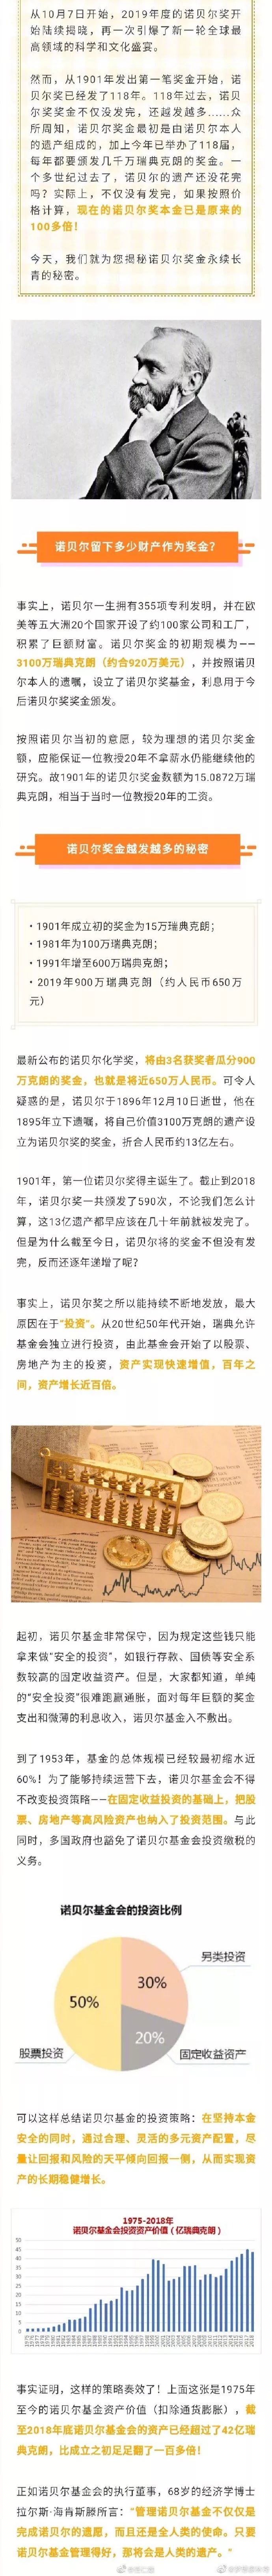 从10月7日开始，2019年度的诺贝尔奖开
始陆续揭晓，再一次引爆了新一轮全球最
高领域的科学和文化盛宴。
然而，从1901年发出第一笔奖金开始，诺
贝尔奖已经发了118年。118年过去，诺贝
尔奖奖金不仅没发完，还越发越多……众
所周知，诺贝尔奖金最初是由诺贝尔本人
的遗产组成的，加上今年已举办了118届，
每年都要颁发几千万瑞典克朗的奖金。一
个多世纪过去了，诺贝尔的遗产还没花完
吗？实际上，不仅没有发完，如果按照价
格计算，现在的诺贝尔奖本金已是原来的
100多倍！
今天，我们就为您揭秘诺贝尔奖金永续长
青的秘密。
诺贝尔留下多少财产作为奖金？
事实上，诺贝尔一生拥有355项专利发明，并在欧
美等五大洲20个国家开设了约100家公司和工厂，
积累了巨额财富。诺贝尔奖金的初期规模为——
3100万瑞典克朗（约合920万美元），并按照诺贝
尔本人的遗嘱，设立了诺贝尔奖基金，利息用于今
后诺贝尔奖奖金颁发。
按照诺贝尔当初的意愿，较为理想的诺贝尔奖金
额，应能保证一位教授20年不拿薪水仍能继续他的
研究。故1901年的诺贝尔奖金数额为15.0872万瑞
典克朗，相当于当时一位教授20年的工资。
诺贝尔奖金越发越多的秘密
• 1901年成立初的奖金为15万瑞典克朗；
• 1981年为100万瑞典克朗；
• 1991年增至600万瑞典克朗；
• 2019年900万瑞典克朗（约人民币650万
元）
最新公布的诺贝尔化学奖，将由3名获奖者瓜分900
万克朗的奖金，也就是将近650万人民币。可令人
疑惑的是，诺贝尔于1896年12月10日逝世，他在
1895年立下遗嘱，将自己价值3100万克朗的遗产设
立为诺贝尔奖的奖金，折合人民币约13亿左右。
1901年，第一位诺贝尔奖得主诞生了。截止到2018
年，诺贝尔奖一共颁发了590次，不论我们怎么计
算，这13亿遗产都早应该在几十年前就被发完了。
但是为什么截至今日，诺贝尔将的奖金不但没有发
完，反而还逐年递增了呢？
事实上，诺贝尔奖之所以能持续不断地发放，最大
原因在于“投资”。从20世纪50年代开始，瑞典允许
基金会独立进行投资，由此基金会开始了以股票、
房地产为主的投资，资产实现快速增值，百年之
间，资产增长近百倍。
起初，诺贝尔基金非常保守，因为规定这些钱只能
拿来做“安全的投资”，如银行存款、国债等安全系
数较高的固定收益资产。但是，大家都知道，单纯
的“安全投资”很难跑赢通胀，面对每年巨额的奖金
支出和微薄的利息收入，诺贝尔基金入不敷出。
到了1953年，基金的总体规模已经较最初缩水近
60%！为了能够持续运营下去，诺贝尔基金会不得
不改变投资策略——在固定收益投资的基础上，把股
票、房地产等高风险资产也纳入了投资范围。与此
同时，多国政府也豁免了诺贝尔基金会投资缴税的
义务。
诺贝尔基金会的投资比例
另类投资
30%
50%
20%
股票投资
固定收益资产
可以这样总结诺贝尔基金的投资策略：在坚持本金
安全的同时，通过合理、灵活的多元资产配置，尽
量让回报和风险的天平倾向回报一侧，从而实现资
产的长期稳健增长。
1975-2018年
诺贝尔基金会投资资产价值（亿瑞典克朗）
50
45
40
35
30
25
20
15
10
5
0
事实证明，这样的策略奏效了！上面这张是1975年
至今的诺贝尔基金资产价值（扣除通货膨胀），截
至2018年底诺贝尔基金会的资产已经超过了42亿瑞
典克朗，比成立之初足足翻了一百多倍！
正如诺贝尔基金会的执行董事，68岁的经济学博士
拉尔斯·海肯斯滕所言：“管理诺贝尔基金不仅仅是
完成诺贝尔的遗愿，而且还是全人类的使命。只要
诺贝尔基金管理得好，那将会是人类的遗产。”